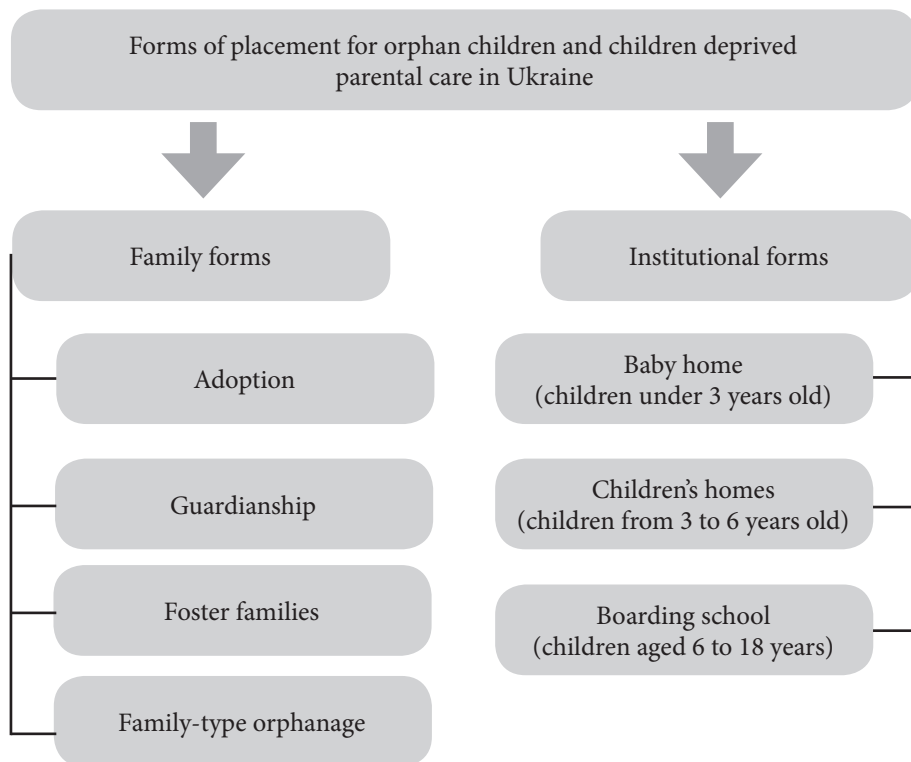 Forms of placement for orphan children and children deprived
parental care in Ukraine
Family forms
Adoption
Guardianship
Foster families
Family-type orphanage
Institutional forms
Baby home
(children under 3 years old)
Children's homes
(children from 3 to 6 years old)
Boarding school
(children aged 6 to 18 years)